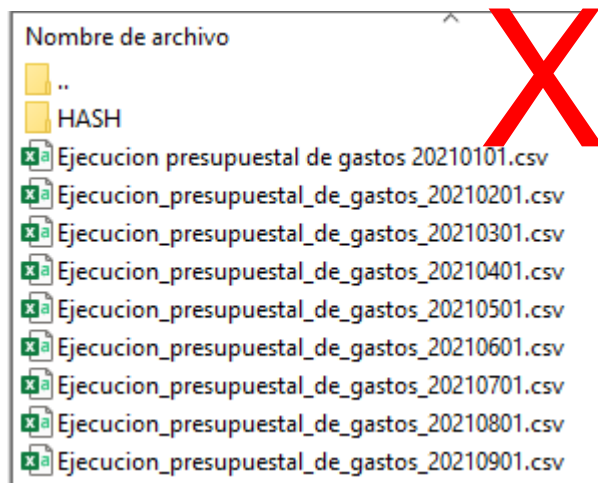 Nombre de archivo
..
HASH
Ejecucion presupuestal de gastos 20210101.csv
Ejecucion_presupuestal_de_gastos_20210201.csv
Ejecucion_presupuestal_de_gastos_20210301.csv
Ejecucion_presupuestal_de_gastos_20210401.csv
Ejecucion_presupuestal_de_gastos_20210501.csv
Ejecucion_presupuestal_de_gastos_20210601.csv
Ejecucion_presupuestal_de_gastos_20210701.csv
Ejecucion_presupuestal_de_gastos_20210801.csv
Ejecucion_presupuestal_de_gastos_20210901.csv